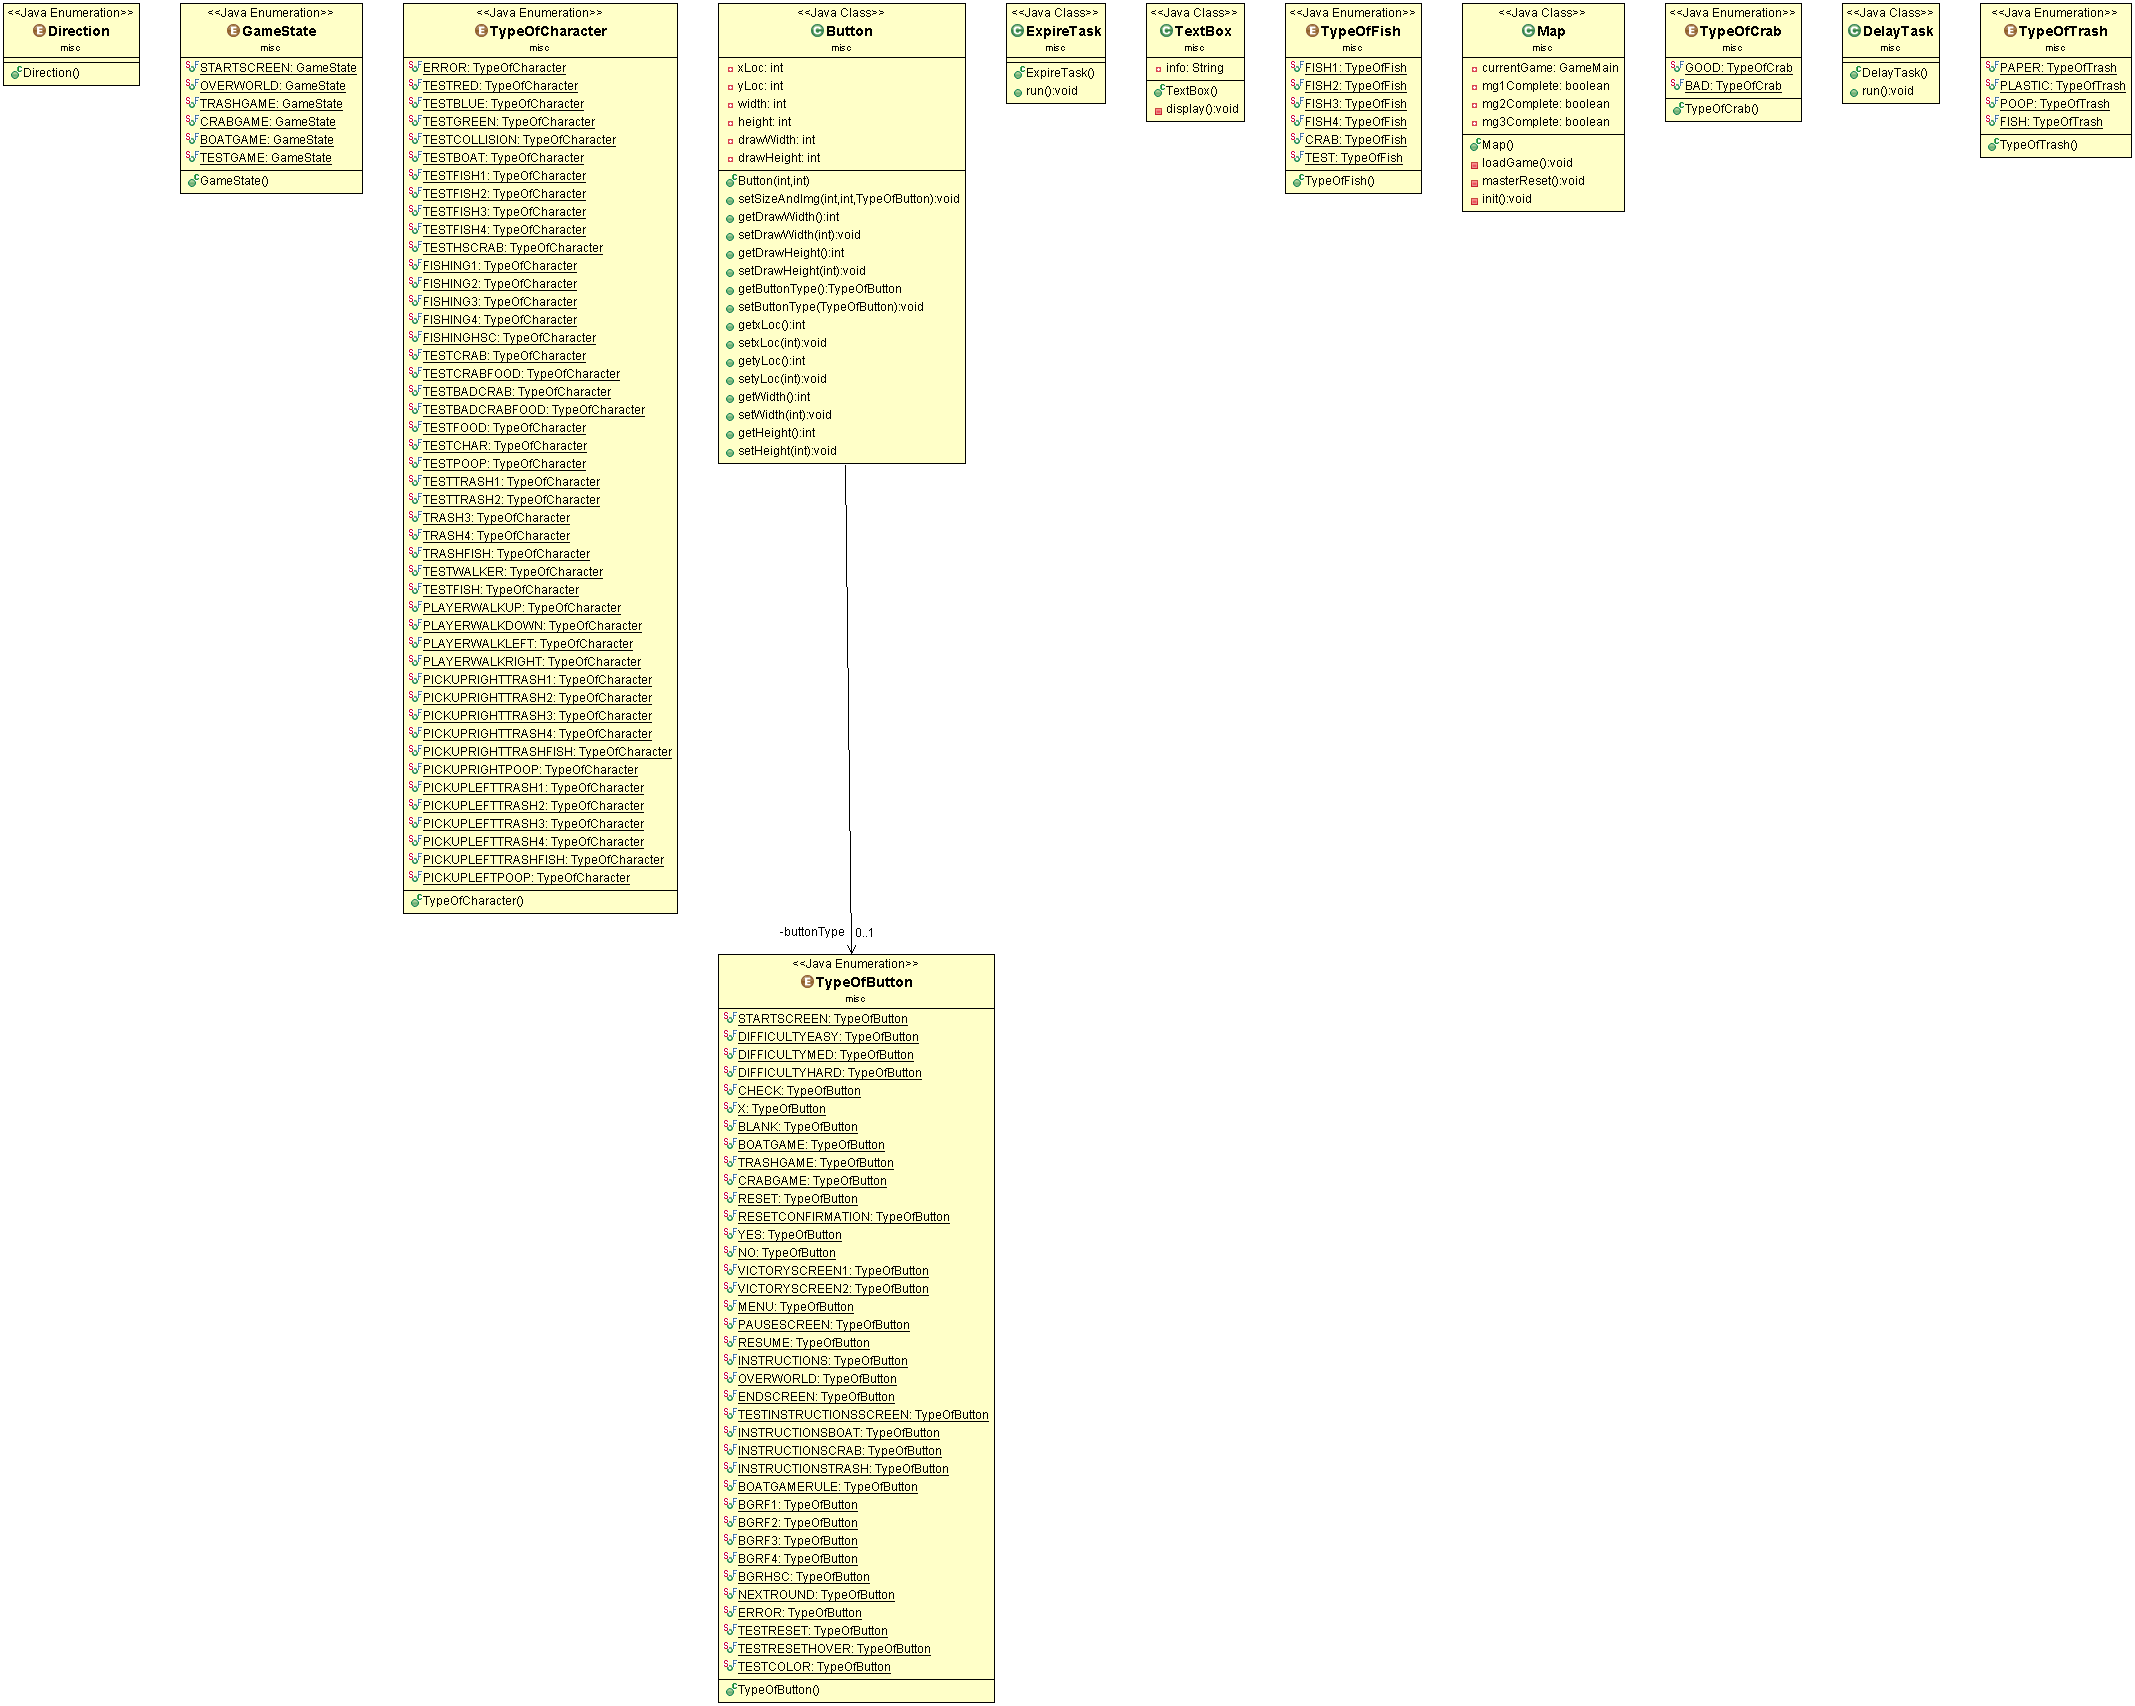 <<Java Enumeration>>
Direction
misc
Direction()
<<Java Enumeration>>
GameState
misc
STARTSCREEN: GameState
OVERWORLD: GameState
TRASHGAME: GameState
CRABGAME: GameState
BOATGAME: GameState
TESTGAME: GameState
GameState()
<<Java Enumeration>>
TypeOfCharacter
misc
ERROR: TypeOfCharacter
TESTRED: TypeOfCharacter
TESTBLUE: TypeOfCharacter
TESTGREEN: TypeOfCharacter
TESTCOLLISION: TypeOfCharacter
TESTBOAT: TypeOfCharacter
TESTFISH1: TypeOfCharacter
TESTFISH2: TypeOfCharacter
TESTFISH3: TypeOfCharacter
TESTFISH4: TypeOfCharacter
TESTHSCRAB: TypeOfCharacter
FISHING1: TypeOfCharacter
FISHING2: TypeOfCharacter
FISHING3: TypeOfCharacter
FISHING4: TypeOfCharacter
FISHINGHSC: TypeOfCharacter
TESTCRAB: TypeOfCharacter
TESTCRABFOOD: TypeOfCharacter
TESTBADCRAB: TypeOfCharacter
TESTBADCRABFOOD: TypeOfCharacter
TESTFOOD: TypeOfCharacter
TESTCHAR: TypeOfCharacter
TESTPOOP: TypeOfCharacter
TESTTRASH1: TypeOfCharacter
TESTTRASH2: TypeOfCharacter
TRASH3: TypeOfCharacter
TRASH4: TypeOfCharacter
TRASHFISH: TypeOfCharacter
TESTWALKER: TypeOfCharacter
TESTFISH: TypeOfCharacter
PLAYERWALKUP: TypeOfCharacter
PLAYERWALKDOWN: TypeOfCharacter
PLAYERWALKLEFT: TypeOfCharacter
PLAYERWALKRIGHT: TypeOfCharacter
PICKUPRIGHTTRASH1: TypeOfCharacter
PICKUPRIGHTTRASH2: TypeOfCharacter
PICKUPRIGHTTRASH3: TypeOfCharacter
PICKUPRIGHTTRASH4: TypeOfCharacter
PICKUPRIGHTTRASHFISH: TypeOfCharacter
PICKUPRIGHTPOOP: TypeOfCharacter
PICKUPLEFTTRASH1: TypeOfCharacter
PICKUPLEFTTRASH2: TypeOfCharacter
PICKUPLEFTTRASH3: TypeOfCharacter
PICKUPLEFTTRASH4: TypeOfCharacter
PICKUPLEFTTRASHFISH: TypeOfCharacter
PICKUPLEFTPOOP: TypeOfCharacter
TypeOfCharacter()
<<Java Class>>
Button
misc
xLoc: int
yLoc: int
width: int
height: int
drawWidth: int
drawHeight: int
Button(int,int)
setSizeAndImg(int,int,TypeOfButton):void
getDrawWidth():int
setDrawWidth(int):void
getDrawHeight():int
setDrawHeight(int):void
getButtonType():TypeOfButton
setButtonType(TypeOfButton):void
getxLoc():int
setxLoc(int):void
getyLoc():int
setyLoc(int):void
getWidth():int
setWidth(int):void
getHeight():int
setHeight(int):void
<<Java Class>>
ExpireTask
misc
ExpireTask()
run():void
<<Java Class>>
TextBox
misc
info: String
TextBox()
display():void
<<Java Enumeration>>
TypeOfFish
misc
FISH1: TypeOfFish
FISH2: TypeOfFish
FISH3: TypeOfFish
FISH4: TypeOfFish
CRAB: TypeOfFish
TEST: TypeOfFish
TypeOfFish()
<<Java Class>>
Map
misc
currentGame: GameMain
mg1Complete: boolean
mg2Complete: boolean
mg3Complete: boolean
Map()
loadGame():void
masterReset():void
init():void
<<Java Enumeration>>
TypeOfCrab
misc
GOOD: TypeOfCrab
BAD: TypeOfCrab
TypeOfCrab()
<<Java Class>>
DelayTask
misc
DelayTask()
run():void
<<Java Enumeration>>
TypeOfTrash
misc
PAPER: TypeOfTrash
PLASTIC: TypeOfTrash
POOP: TypeOfTrash
FISH: TypeOfTrash
TypeOfTrash()
-buttonType 0..1
<<Java Enumeration>>
TypeOfButton
misc
STARTSCREEN: TypeOfButton
DIFFICULTYEASY: TypeOfButton
DIFFICULTYMED: TypeOfButton
DIFFICULTYHARD: TypeOfButton
CHECK: TypeOfButton
X: TypeOfButton
BLANK: TypeOfButton
BOATGAME: TypeOfButton
TRASHGAME: TypeOfButton
CRABGAME: TypeOfButton
RESET: TypeOfButton
RESETCONFIRMATION: TypeOfButton
YES: TypeOfButton
NO: TypeOfButton
VICTORYSCREEN1: TypeOfButton
VICTORYSCREEN2: TypeOfButton
MENU: TypeOfButton
PAUSESCREEN: TypeOfButton
RESUME: TypeOfButton
INSTRUCTIONS: TypeOfButton
OVERWORLD: TypeOfButton
ENDSCREEN: TypeOfButton
TESTINSTRUCTIONSSCREEN: TypeOfButton
INSTRUCTIONSBOAT: TypeOfButton
INSTRUCTIONSCRAB: TypeOfButton
INSTRUCTIONSTRASH: TypeOfButton
BOATGAMERULE: TypeOfButton
BGRF1: TypeOfButton
BGRF2: TypeOfButton
BGRF3: TypeOfButton
BGRF4: TypeOfButton
BGRHSC: TypeOfButton
NEXTROUND: TypeOfButton
ERROR: TypeOfButton
TESTRESET: TypeOfButton
TESTRESETHOVER: TypeOfButton
TESTCOLOR: TypeOfButton
TypeOfButton()